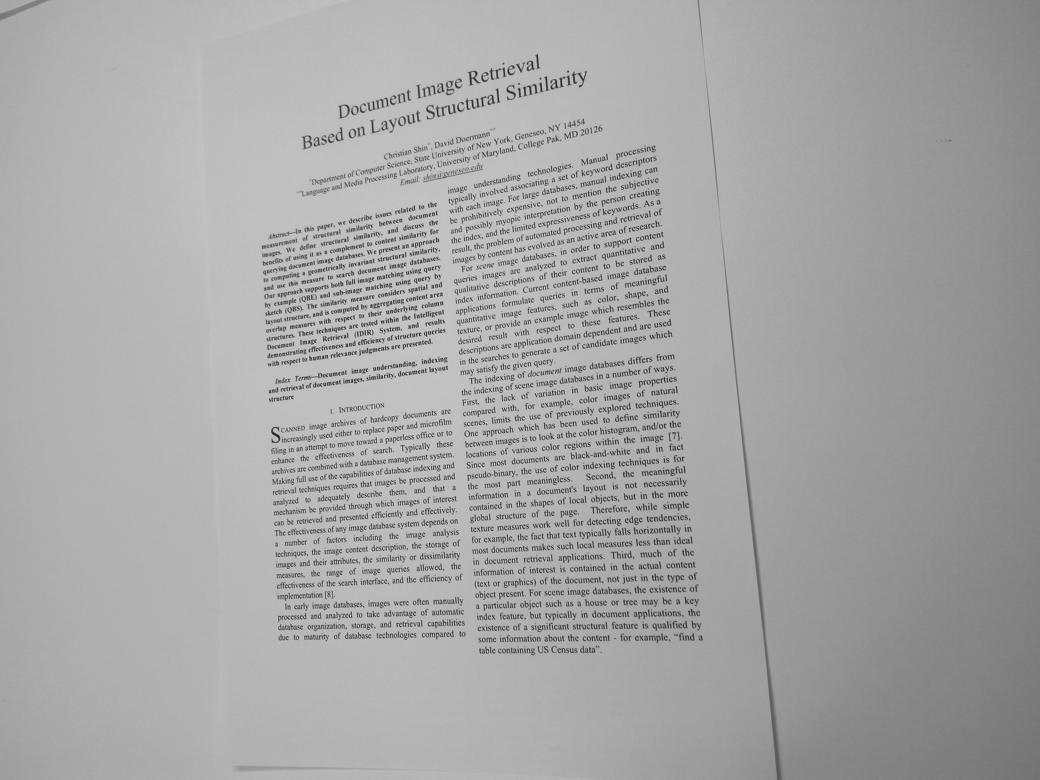 Document Image Retrieval
Based on Layout Structural Similarity
Christian Shin*, David Doermann**
*Department of Computer Science, State University of New York, Geneseo, NY 14454
**Language and Media Processing Laboratory, University of Maryland, College Pak, MD 20126
Email: shin@geneseo.edu
Abstract—In this paper, we describe issues related to the
measurement of structural similarity between document
images. We define structural similarity, and discuss the
benefits of using it as a complement to content similarity for
querying document image databases. We present an approach
to computing a geometrically invariant structural similarity,
and use this measure to search document image databases.
Our approach supports both full image matching using query
by example (QBE) and sub-image matching using query by
sketch (QBS). The similarity measure considers spatial and
layout structure, and is computed by aggregating content area
overlap measures with respect to their underlying column
structures. These techniques are tested within the Intelligent
Document Image Retrieval (IDIR) System, and results
demonstrating effectiveness and efficiency of structure queries
with respect to human relevance judgments are presented.
Index Terms—Document image understanding, indexing
and retrieval of document images, similarity, document layout
structure
I. INTRODUCTION
SCANNED image archives of hardcopy documents are
increasingly used either to replace paper and microfilm
filing in an attempt to move toward a paperless office or to
enhance the effectiveness of search. Typically these
archives are combined with a database management system.
Making full use of the capabilities of database indexing and
retrieval techniques requires that images be processed and
analyzed to adequately describe them, and that a
mechanism be provided through which images of interest
can be retrieved and presented efficiently and effectively.
The effectiveness of any image database system depends on
a number of factors including the image analysis
techniques, the image content description, the storage of
images and their attributes, the similarity or dissimilarity
measures, the range of image queries allowed, the
effectiveness of the search interface, and the efficiency of
implementation [8].
In early image databases, images were often manually
processed and analyzed to take advantage of automatic
database organization, storage, and retrieval capabilities
due to maturity of database technologies compared to
image understanding technologies. Manual processing
typically involved associating a set of keyword descriptors
with each image. For large databases, manual indexing can
be prohibitively expensive, not to mention the subjective
and possibly myopic interpretation by the person creating
the index, and the limited expressiveness of keywords. As a
result, the problem of automated processing and retrieval of
images by content has evolved as an active area of research.
For scene image databases, in order to support content
queries images are analyzed to extract quantitative and
qualitative descriptions of their content to be stored as
index information. Current content-based image database
applications formulate queries in terms of meaningful
quantitative image features, such as color, shape, and
texture, or provide an example image which resembles the
desired result with respect to these features. These
descriptions are application domain dependent and are used
in the searches to generate a set of candidate images which
may satisfy the given query.
The indexing of document image databases differs from
the indexing of scene image databases in a number of ways.
First, the lack of variation in basic image properties
compared with, for example, color images of natural
scenes, limits the use of previously explored techniques.
One approach which has been used to define similarity
between images is to look at the color histogram, and/or the
locations of various color regions within the image [7].
Since most documents are black-and-white and in fact
pseudo-binary, the use of color indexing techniques is for
the most part meaningless. Second, the meaningful
information in a document's layout is not necessarily
contained in the shapes of local objects, but in the more
global structure of the page. Therefore, while simple
texture measures work well for detecting edge tendencies,
for example, the fact that text typically falls horizontally in
most documents makes such local measures less than ideal
in document retrieval applications. Third, much of the
information of interest is contained in the actual content
(text or graphics) of the document, not just in the type of
object present. For scene image databases, the existence of
a particular object such as a house or tree may be a key
index feature, but typically in document applications, the
existence of a significant structural feature is qualified by
some information about the content - for example, “find a
table containing US Census data”.